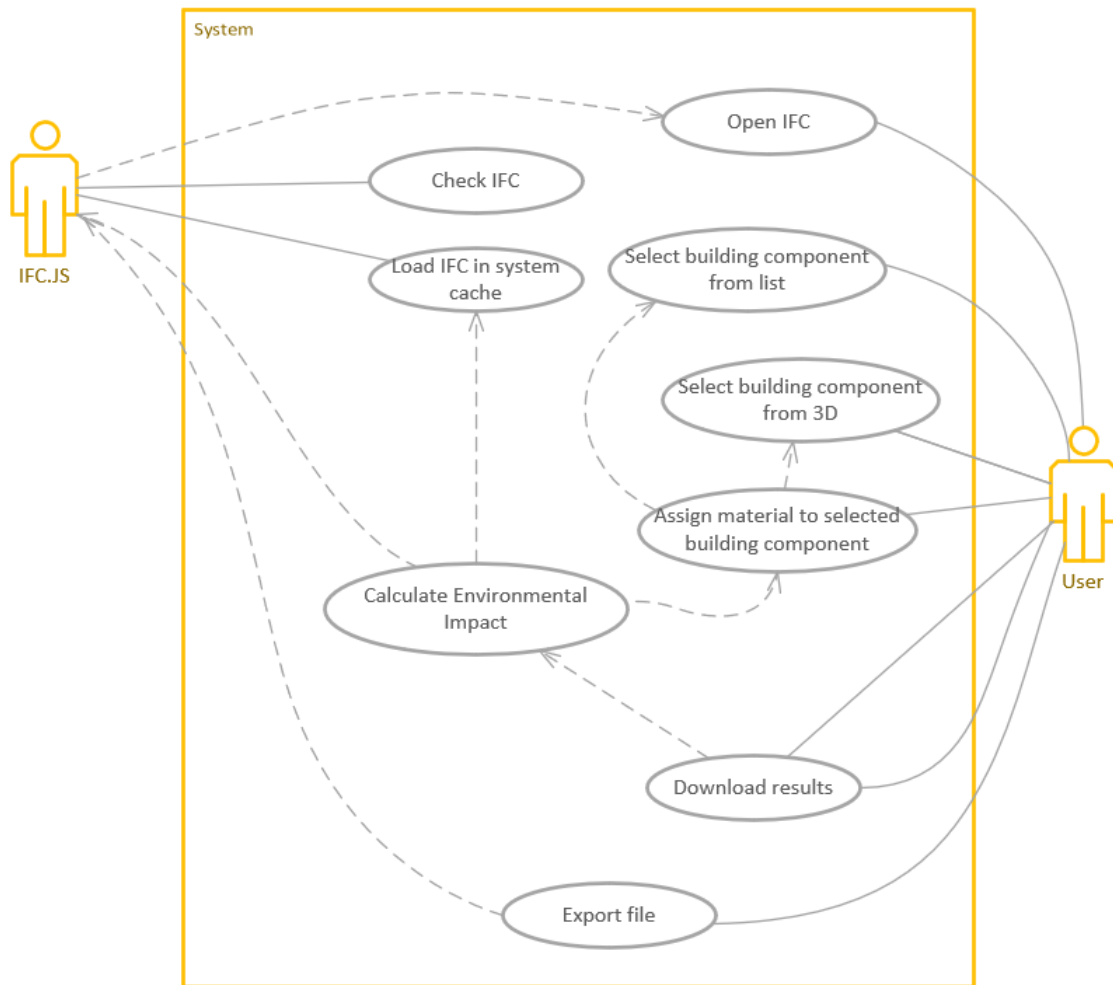 System
Open IFC
Check IFC
IFC.JS
Load IFC in system
cache
Select building component
from list
Select building component
from 3D
Assign material to selected
building component
User
Calculate Environmental
Impact
Download results
Export file